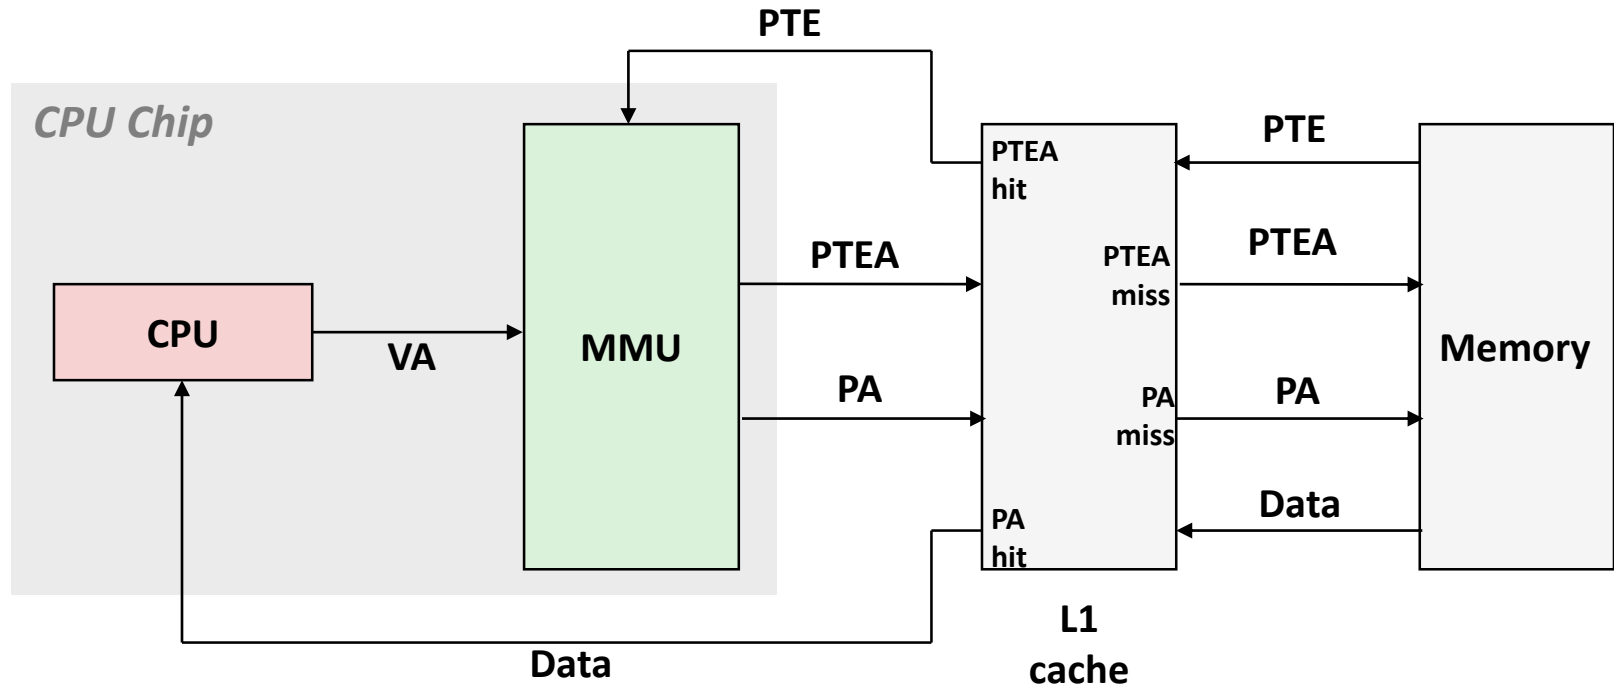 PTE
CPU Chip
PTEA
hit
PTE
PTEA
PTEA
miss
PTEA
CPU
VA
MMU
Memory
PA
PA
miss
PA
PA
hit
Data
Data
L1
cache